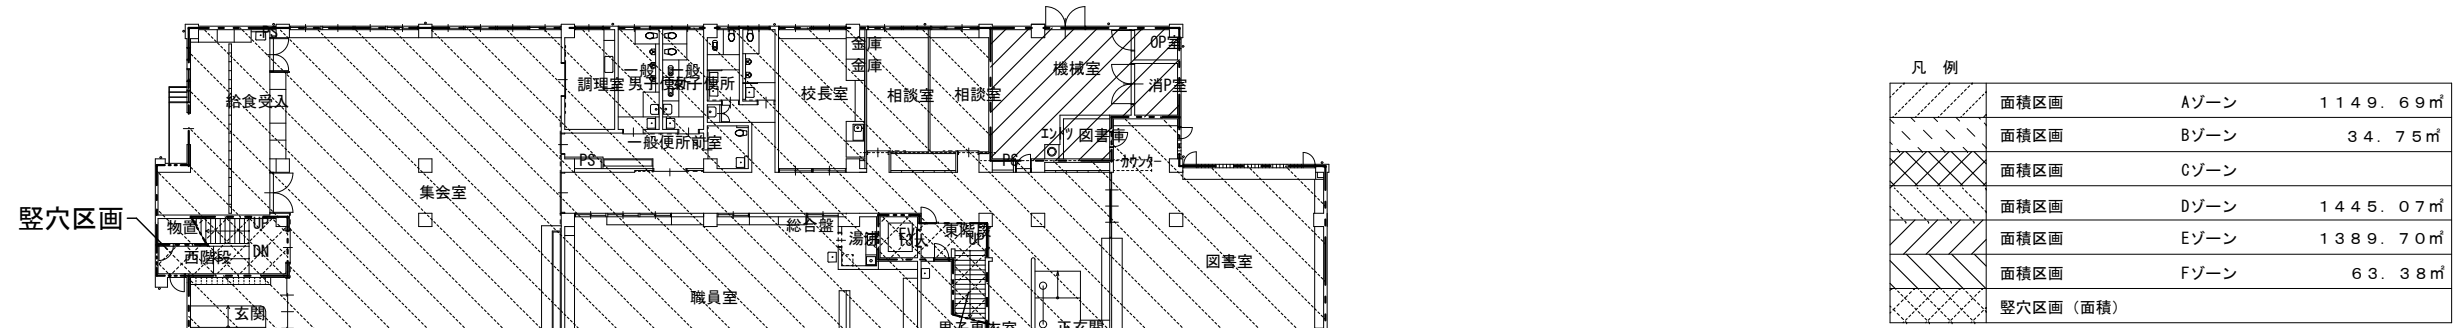 PS
OP室
凡 例
金庫
金庫
一般
一般
機械室
調理室
男子便所
女子便所
消P室
給食受入
校長室
相談室
相談室
面積区画 Aゾーン 1149.69㎡
エントツ
図書庫
面積区画 Bゾーン 34.75㎡
一般便所前室
PS
PS
カウンター
面積区画 Cゾーン
集会室
面積区画 Dゾーン 1445.07㎡
竪穴区画
物置
UP
総合盤
東階段
湯沸
EV
UP
面積区画 Eゾーン 1389.70㎡
西階段
DN
図書室
面積区画 Fゾーン 63.38㎡
職員室
竪穴区画（面積）
玄関
男子更衣室
正玄関